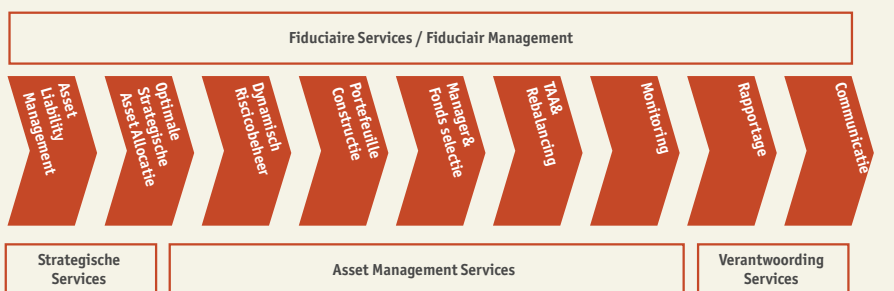 Fiduciaire Services / Fiduciair Management
Asset
Liability
Management
Optimale
Strategische
Asset Allocatie
Dynamisch
Riscicobeheer
Portefeuille
Constructie
Manager&
Fonds selectie
TAA&
Rebalancing
Monitoring
Rapportage
Communicatie
Strategische
Services
Asset Management Services
Verantwoording
Services